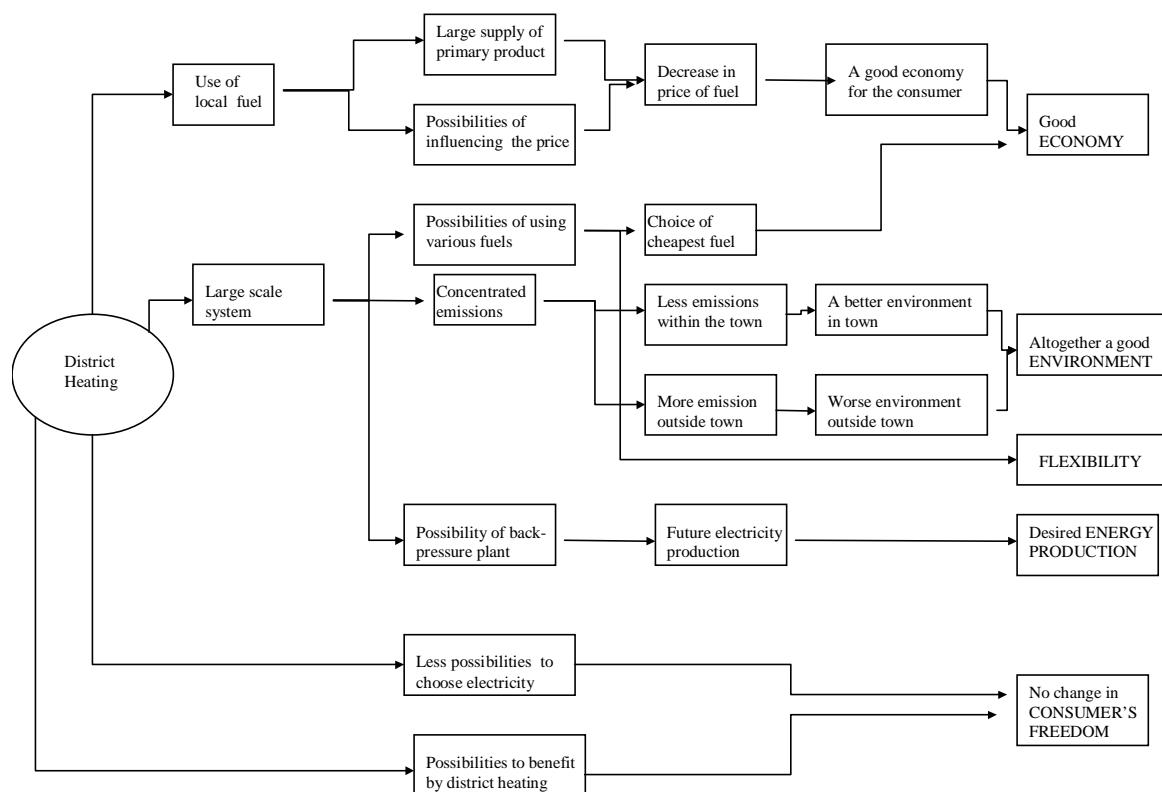 Large supply of
primary product
Use of
local fuel
Decrease in
price of fuel
A good economy
for the consumer
Possibilities of
influencing the price
Good
ECONOMY
Possibilities of using
various fuels
Choice of
cheapest fuel
Large scale
system
Concentrated
emissions
Less emissions
within the town
A better environment
in town
District
Heating
Altogether a good
ENVIRONMENT
More emission
outside town
Worse environment
outside town
FLEXIBILITY
Possibility of back-
pressure plant
Future electricity
production
Desired ENERGY
PRODUCTION
Less possibilities to
choose electricity
No change in
CONSUMER'S
FREEDOM
Possibilities to benefit
by district heating